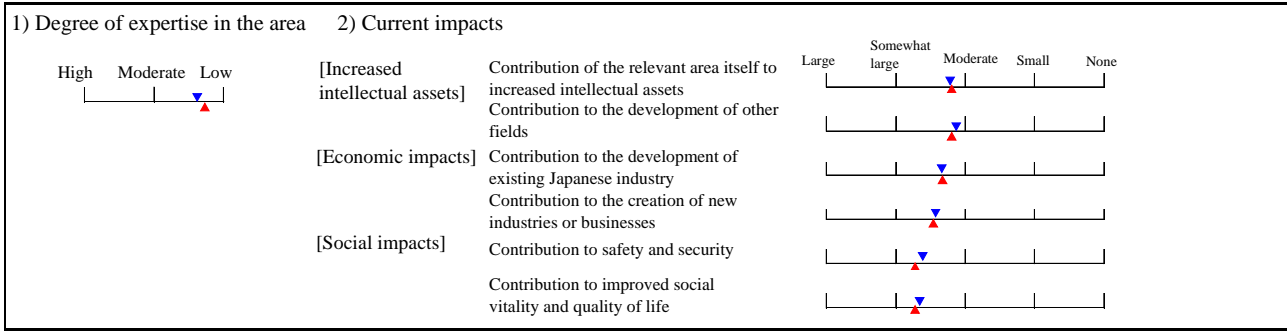 1) Degree of expertise in the area 2) Current impacts
High Moderate Low
[Increased
intellectual assets]
Contribution of the relevant area itself to
increased intellectual assets
Large Somewhat
large Moderate Small None
Contribution to the development of other
fields
[Economic impacts]
Contribution to the development of
existing Japanese industry
Contribution to the creation of new
industries or businesses
[Social impacts]
Contribution to safety and security
Contribution to improved social
vitality and quality of life